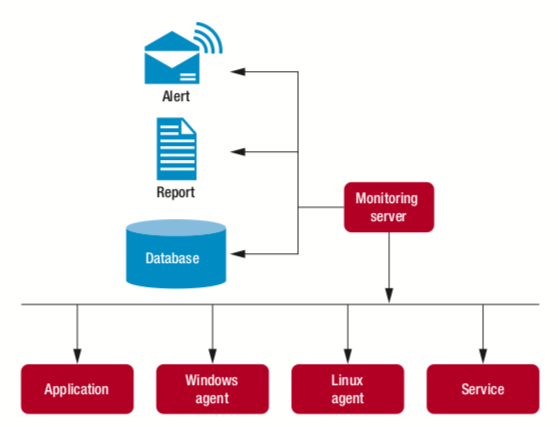 Alert
Report
Monitoring
server
Database
Application
Windows
agent
Linux
agent
Service